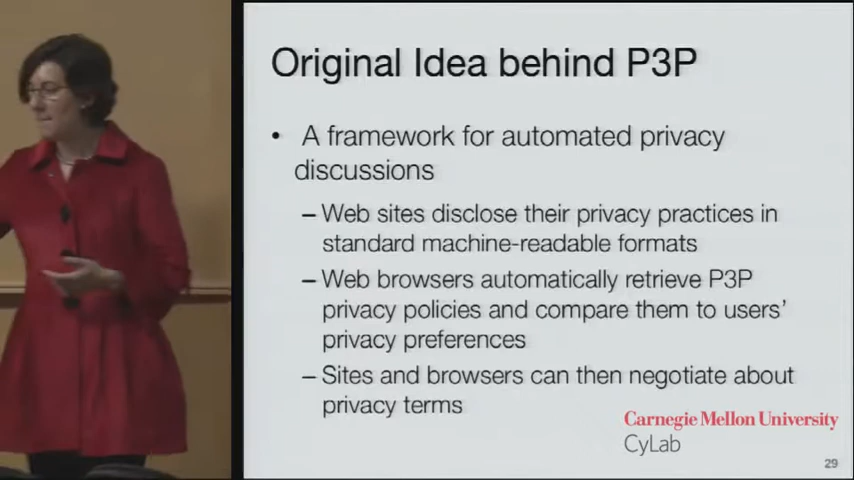 Original Idea behind P3P
• A framework for automated privacy
discussions
– Web sites disclose their privacy practices in
standard machine-readable formats
– Web browsers automatically retrieve P3P
privacy policies and compare them to users'
privacy preferences
– Sites and browsers can then negotiate about
privacy terms
Carnegie Mellon University
CyLab
29